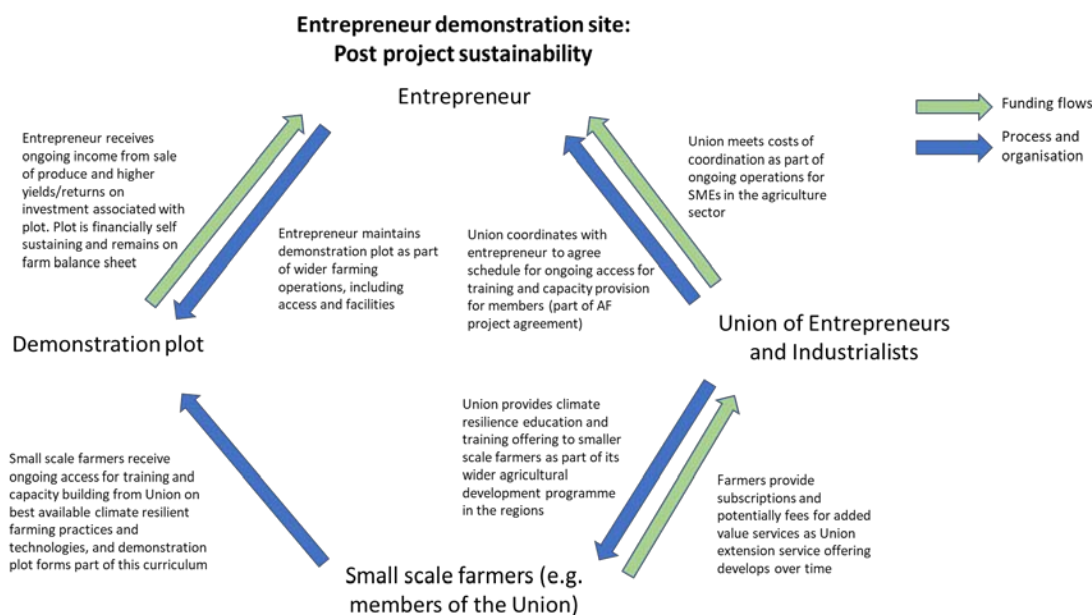 Entrepreneur demonstration site:
Post project sustainability
Entrepreneur
Funding flows
Process and
organisation
Entrepreneur receives
ongoing income from sale
of produce and higher
yields/returns on
investment associated with
plot. Plot is financially self
sustaining and remains on
farm balance sheet
Entrepreneur maintains
demonstration plot as part
of wider farming
operations, including
access and facilities
Union coordinates with
entrepreneur to agree
schedule for ongoing access for
training and capacity provision
for members (part of AF
project agreement)
Union meets costs of
coordination as part of
ongoing operations for
SMEs in the agriculture
sector
Demonstration plot
Union of Entrepreneurs
and Industrialists
Small scale farmers receive
ongoing access for training and
capacity building from Union on
best available climate resilient
farming practices and
technologies, and demonstration
plot forms part of this curriculum
Union provides climate
resilience education and
training offering to smaller
scale farmers as part of its
wider agricultural
development programme
in the regions
Farmers provide
subscriptions and
potentially fees for added
value services as Union
extension service offering
develops over time
Small scale farmers (e.g.
members of the Union)